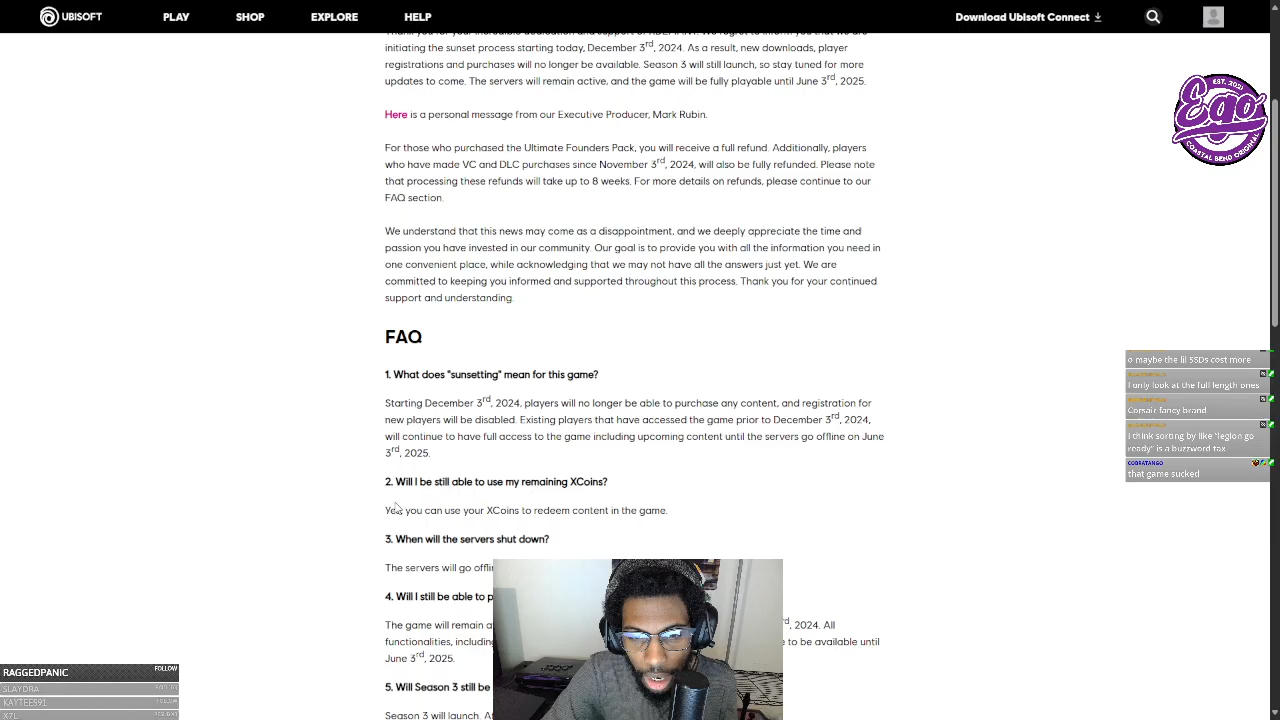 UBISOFT
PLAY
SHOP
EXPLORE
HELP
Download Ubisoft Connect
initiating the sunset process starting today, December 3rd, 2024. As a result, new downloads, player
registrations and purchases will no longer be available. Season 3 will still launch, so stay tuned for more
updates to come. The servers will remain active, and the game will be fully playable until June 3rd, 2025.
Here is a personal message from our Executive Producer, Mark Rubin.
For those who purchased the Ultimate Founders Pack, you will receive a full refund. Additionally, players
who have made VC and DLC purchases since November 3rd, 2024, will also be fully refunded. Please note
that processing these refunds will take up to 8 weeks. For more details on refunds, please continue to our
FAQ section.
We understand that this news may come as a disappointment, and we deeply appreciate the time and
passion you have invested in our community. Our goal is to provide you with all the information you need in
one convenient place, while acknowledging that we may not have all the answers just yet. We are
committed to keeping you informed and supported throughout this process. Thank you for your continued
support and understanding.
FAQ
1. What does "sunsetting" mean for this game?
Starting December 3rd, 2024, players will no longer be able to purchase any content, and registration for
new players will be disabled. Existing players that have accessed the game prior to December 3rd, 2024,
will continue to have full access to the game including upcoming content until the servers go offline on June
3rd, 2025.
2. Will I be still able to use my remaining XCoins?
Yes, you can use your XCoins to redeem content in the game.
3. When will the servers shut down?
The servers will go offli
4. Will I still be able to p
The game will remain a rd, 2024. All
functionalities, includin e to be available until
June 3rd, 2025.
5. Will Season 3 still be
Season 3 will launch. A
EST. 2021
Ego
COASTAL BEND ORIGINAL
o maybe the lil SSDs cost more
I only look at the full length ones
Corsair fancy brand
I think sorting by like "legion go
ready" is a buzzword tax
COBRATANGO
that game sucked
RAGGEDPANIC FOLLOW
SLAYDRA
KAYTEE591 FOLLOW
X7L